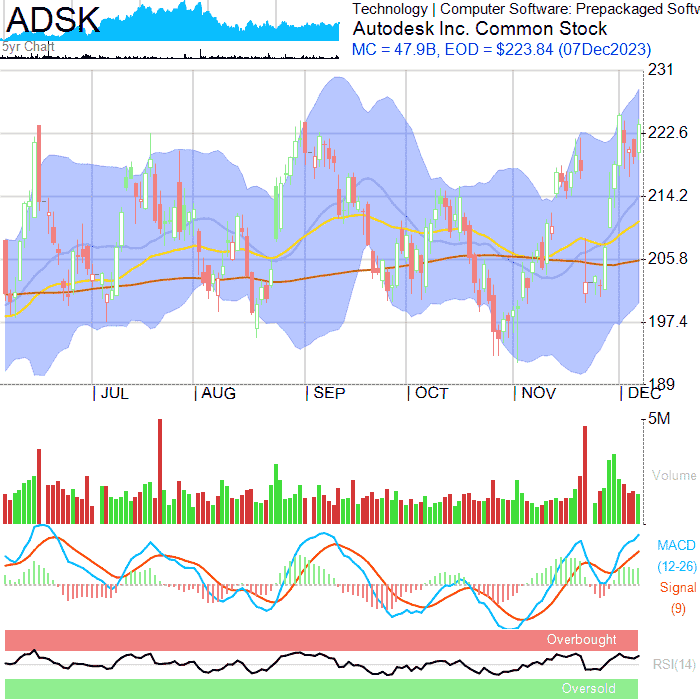 ADSK
5yr Chart
Technology | Computer Software: Prepackaged Softw
Autodesk Inc. Common Stock
MC = 47.9B, EOD = $223.84 (07Dec2023)
231
222.6
214.2
205.8
197.4
189
JUL AUG SEP OCT NOV DEC
5M
Volume
MACD
(12-26)
Signal
(9)
Overbought
RSI(14)
Oversold